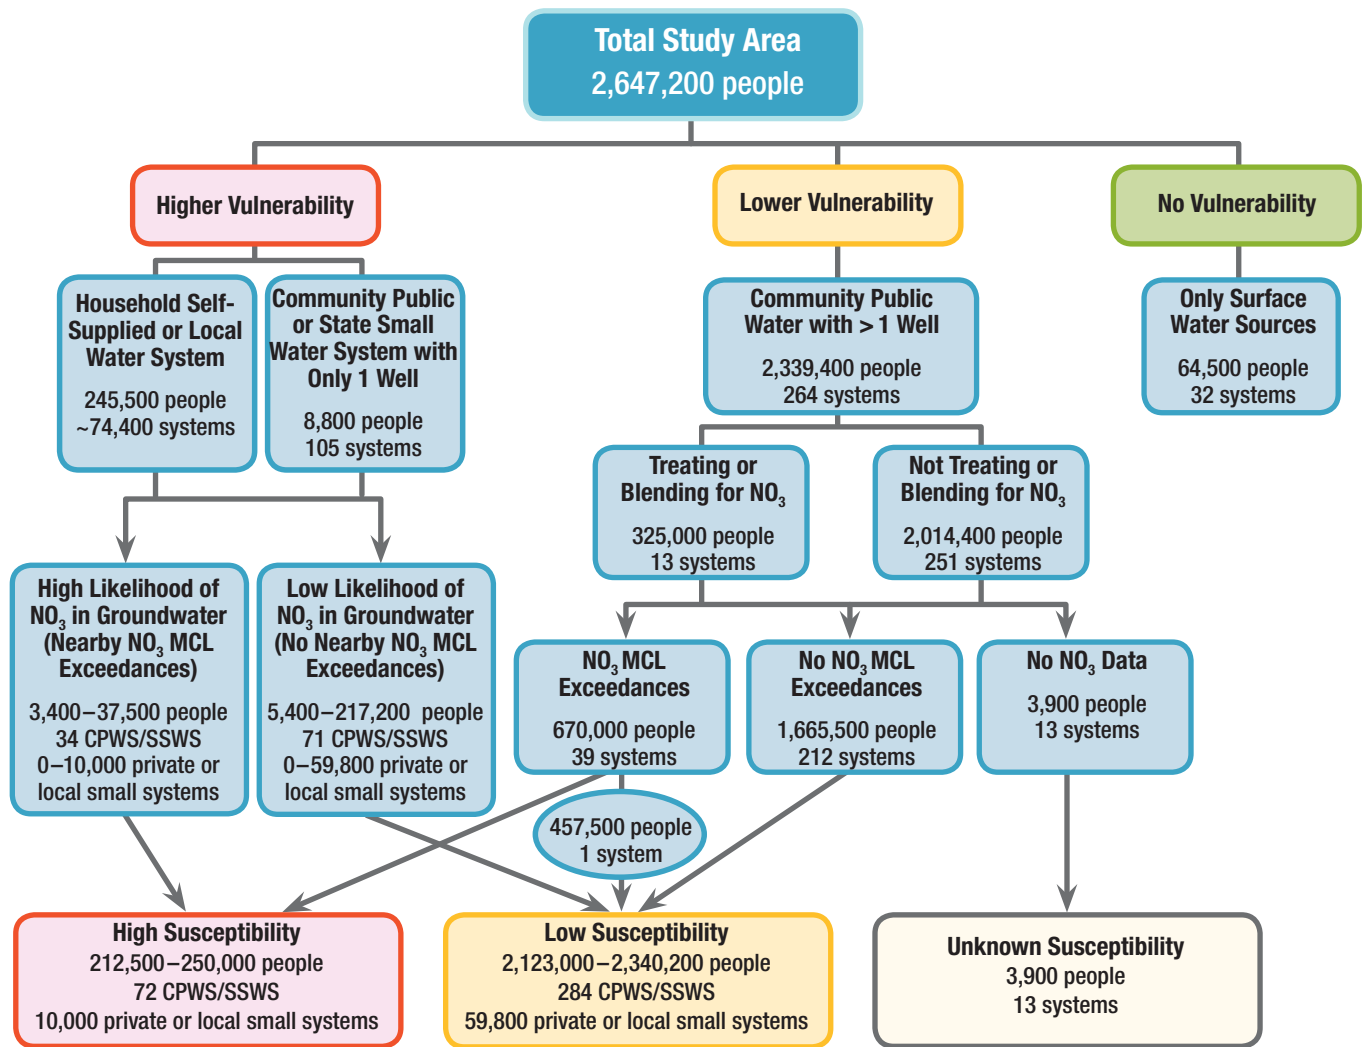 Total Study Area
2,647,200 people
Higher Vulnerability
Lower Vulnerability
No Vulnerability
Household Self-
Supplied or Local
Water System
245,500 people
~74,400 systems
Community Public
or State Small
Water System with
Only 1 Well
8,800 people
105 systems
Community Public
Water with > 1 Well
2,339,400 people
264 systems
Only Surface
Water Sources
64,500 people
32 systems
Treating or
Blending for NO₃
325,000 people
13 systems
Not Treating or
Blending for NO₃
2,014,400 people
251 systems
High Likelihood of
NO₃ in Groundwater
(Nearby NO₃ MCL
Exceedances)
3,400–37,500 people
34 CPWS/SSWS
0–10,000 private or
local small systems
Low Likelihood of
NO₃ in Groundwater
(No Nearby NO₃ MCL
Exceedances)
5,400–217,200 people
71 CPWS/SSWS
0–59,800 private or
local small systems
NO₃ MCL
Exceedances
670,000 people
39 systems
No NO₃ MCL
Exceedances
1,665,500 people
212 systems
No NO₃ Data
3,900 people
13 systems
457,500 people
1 system
High Susceptibility
212,500–250,000 people
72 CPWS/SSWS
10,000 private or local small systems
Low Susceptibility
2,123,000–2,340,200 people
284 CPWS/SSWS
59,800 private or local small systems
Unknown Susceptibility
3,900 people
13 systems